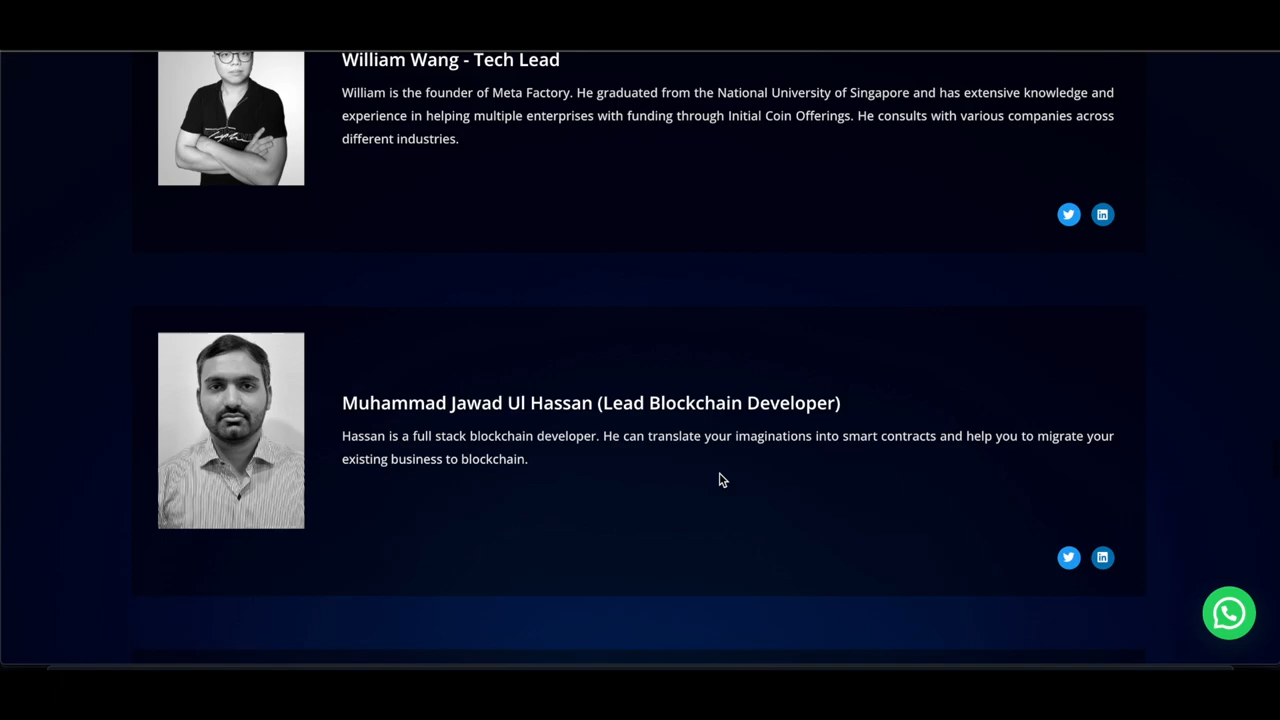 William Wang - Tech Lead
William is the founder of Meta Factory. He graduated from the National University of Singapore and has extensive knowledge and
experience in helping multiple enterprises with funding through Initial Coin Offerings. He consults with various companies across
different industries.
Muhammad Jawad Ul Hassan (Lead Blockchain Developer)
Hassan is a full stack blockchain developer. He can translate your imaginations into smart contracts and help you to migrate your
existing business to blockchain.